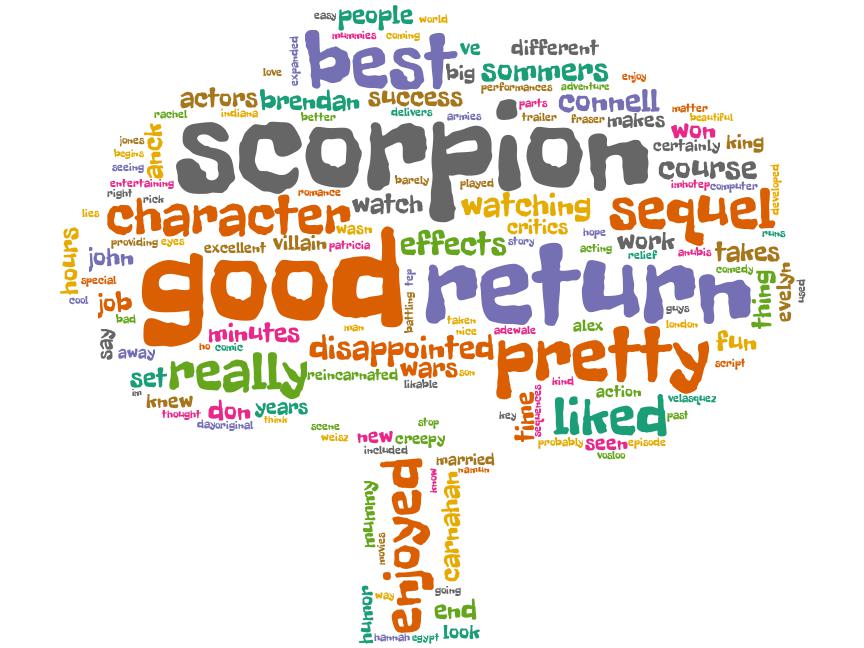 easy people world
mummies coming
expanded best ve different
love big sommers enjoy
performances adventure
actors brendan success parts connell matter
rachel indiana better delivers armies trailer fraser makes beautiful
jones anck scorpion won
begins certainly king
seeing course
entertaining barely played imhotep computer
right rick romance developed
lies character watch watching sequel
wasn critics hope runs
providing eyes excellent villain patricia effects story acting work takes
hours john relief anubis
special good tep return comedy thing evelyn used
cool job battling guys
bad man taken nice adewale alex london
say minutes fun
away ho comic disappointed pretty script
set really reincarnated wars son
im likable kind action velasquez
knew key time sequences liked past
thought don years
dayoriginal think scene stop
weisz new creepy probably seen episode
included vosloo
married
enjoyed know namun
mummy carnahan
movies
humor way going
end
hannah egypt look